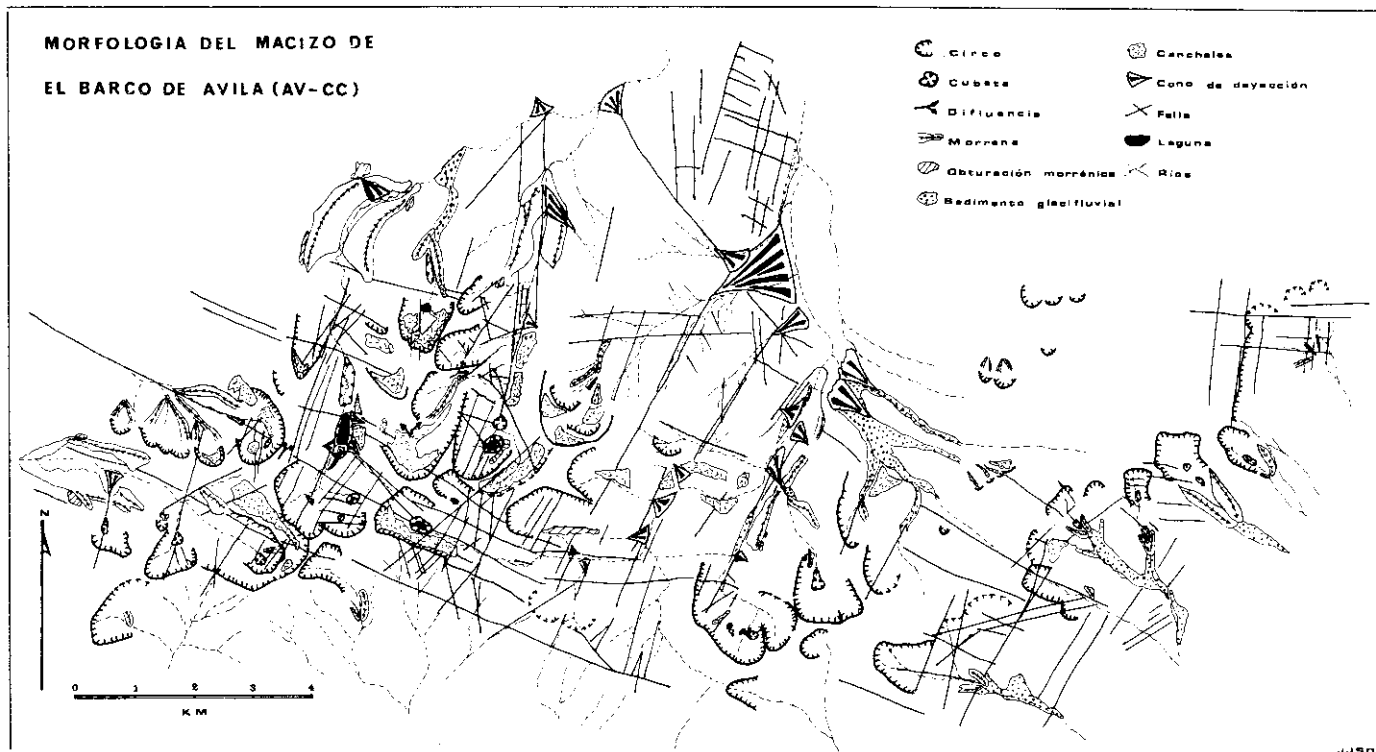 MORFOLOGIA DEL MACIZO DE
EL BARCO DE AVILA (AV-CC)
Circo
Cubeta
Difluencia
Morrena
Obturación morrénica
Sedimento glacifluvial
Canchales
Cono de deyección
Falla
Laguna
Ríos
N
0 1 2 3 4
KM